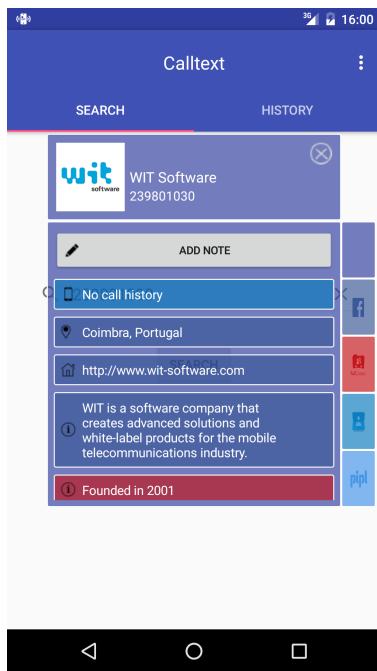 3G 16:00
Calltext
SEARCH HISTORY
wit
software
WIT Software
239801030
ADD NOTE
No call history
Coimbra, Portugal
http://www.wit-software.com
SEARCH
WIT is a software company that
creates advanced solutions and
white-label products for the mobile
telecommunications industry.
pipl
Founded in 2001